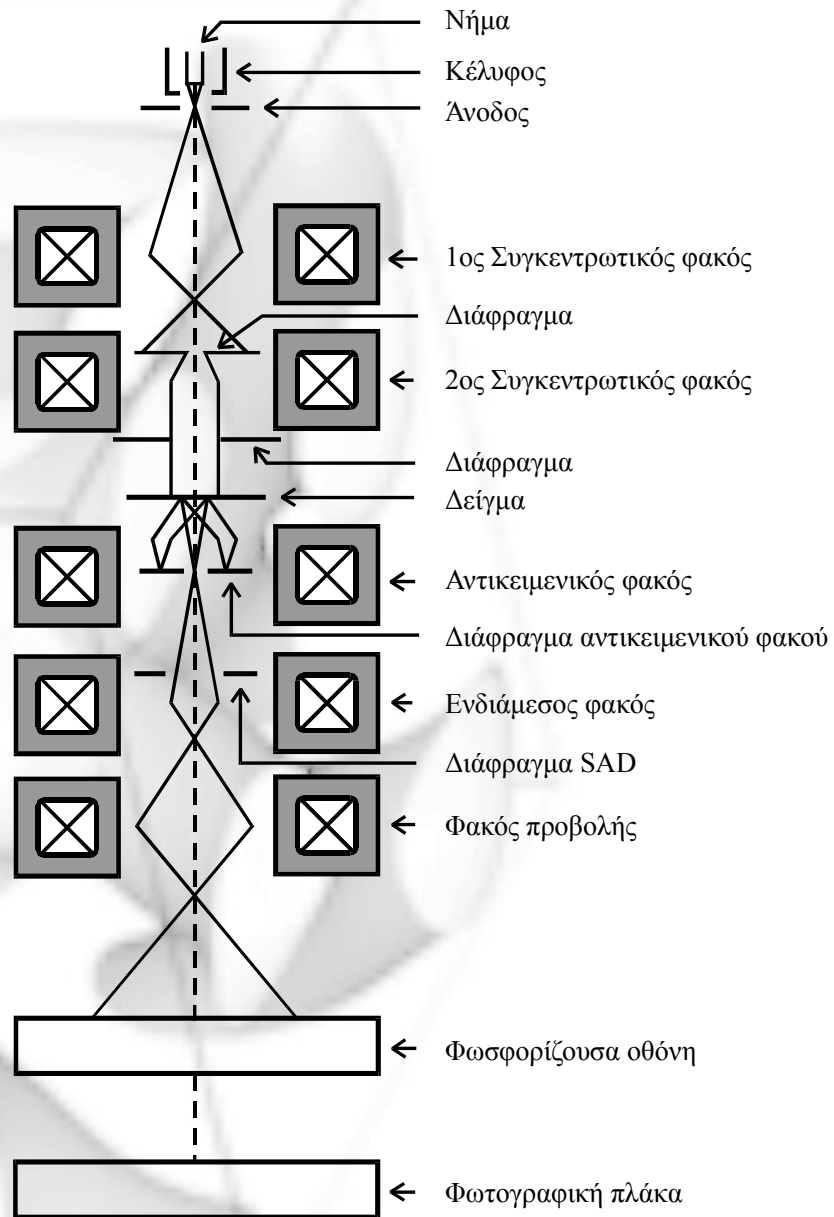 Νήμα
Κέλυφος
Άνοδος
1ος Συγκεντρωτικός φακός
Διάφραγμα
2ος Συγκεντρωτικός φακός
Διάφραγμα
Δείγμα
Αντικειμενικός φακός
Διάφραγμα αντικειμενικού φακού
Ενδιάμεσος φακός
Διάφραγμα SAD
Φακός προβολής
Φωσφορίζουσα οθόνη
Φωτογραφική πλάκα